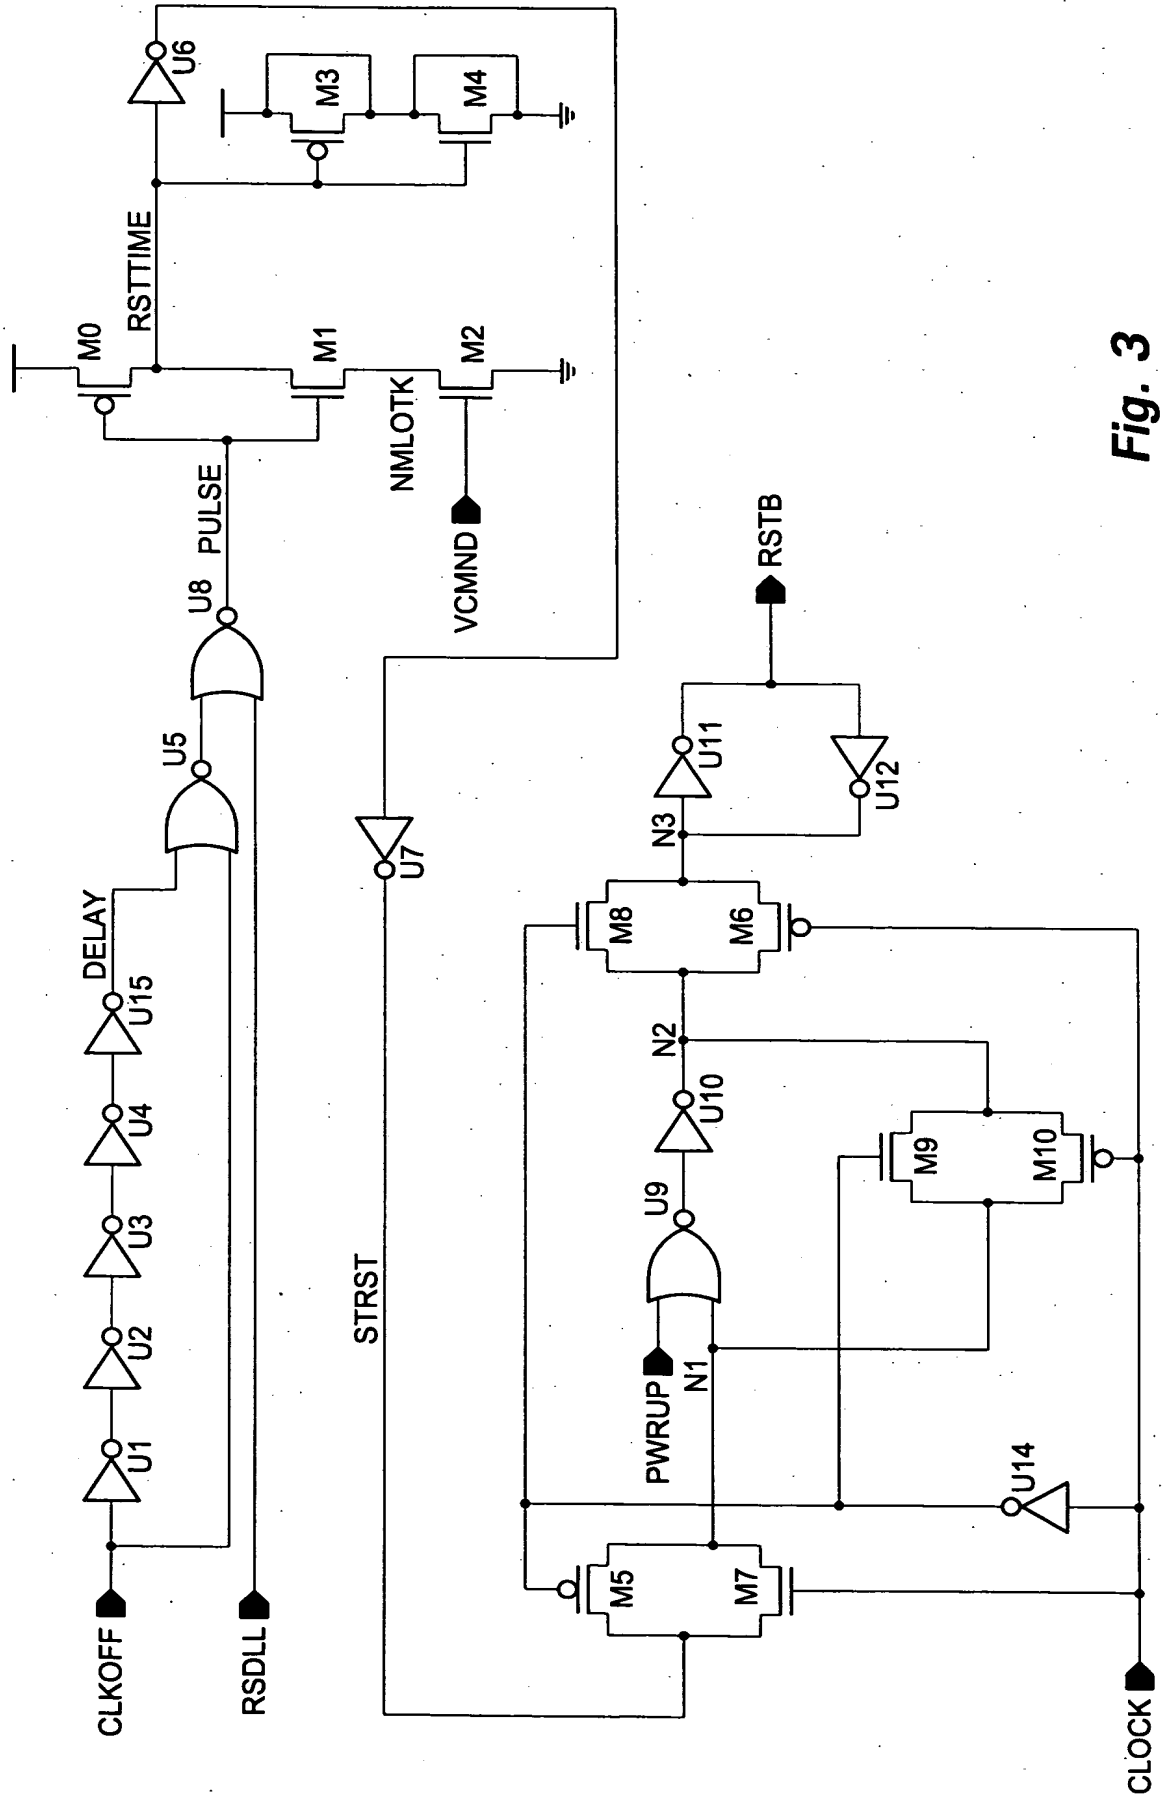 CLKOFF
U1
U2
U3
U4
U15
DELAY
U5
RSDLL
U8
PULSE
M0
RSTTIME
U6
M1
M3
NMLOTK
M2
M4
VCMND
STRST
U7
M5
M7
N1
PWRUP
U9
U10
N2
M8
M6
N3
U11
U12
RSTB
M9
M10
U14
CLOCK
Fig. 3